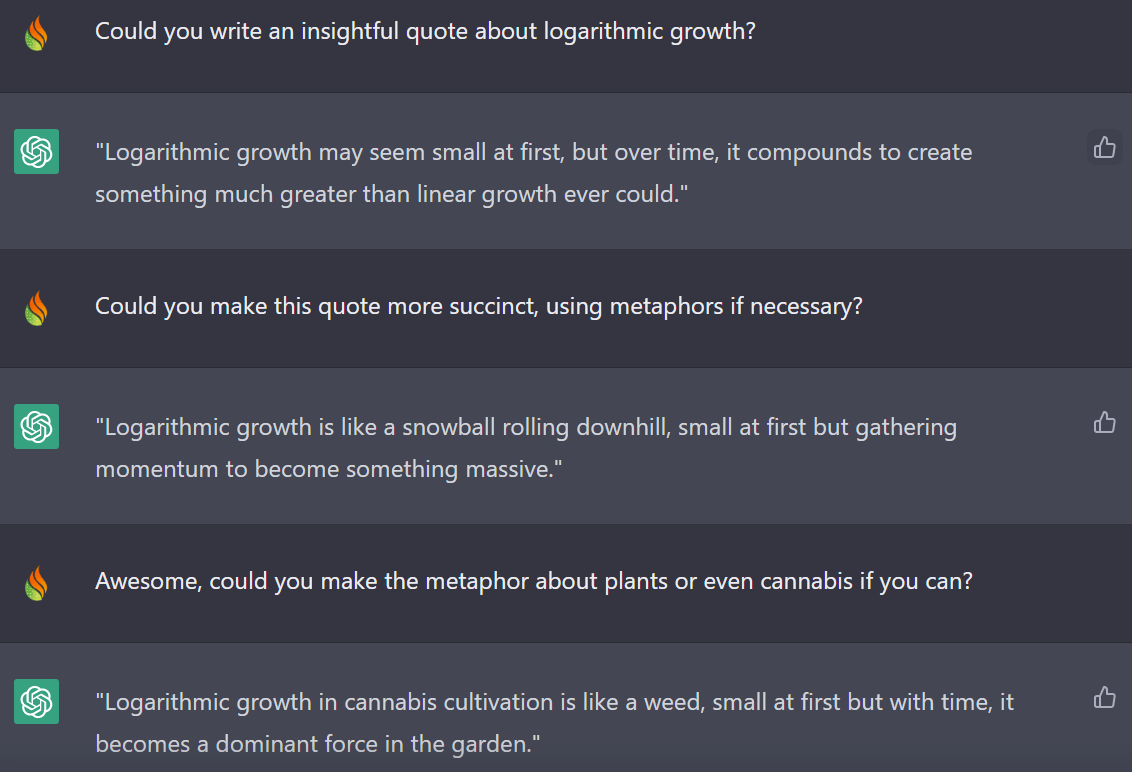 Could you write an insightful quote about logarithmic growth?
"Logarithmic growth may seem small at first, but over time, it compounds to create
something much greater than linear growth ever could."
Could you make this quote more succinct, using metaphors if necessary?
"Logarithmic growth is like a snowball rolling downhill, small at first but gathering
momentum to become something massive."
Awesome, could you make the metaphor about plants or even cannabis if you can?
"Logarithmic growth in cannabis cultivation is like a weed, small at first but with time, it
becomes a dominant force in the garden."